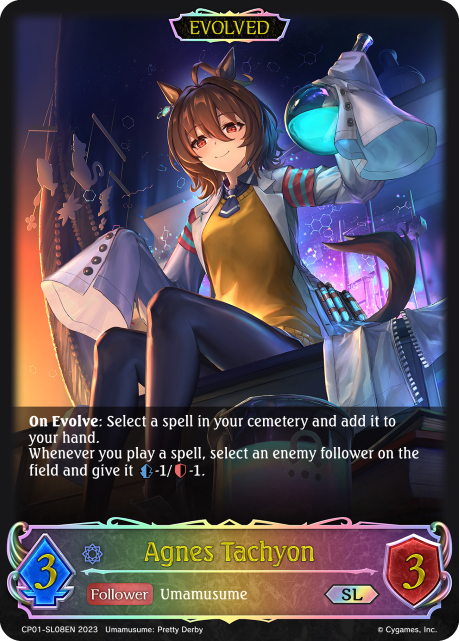 EVOLVED
On Evolve: Select a spell in your cemetery and add it to
your hand.
Whenever you play a spell, select an enemy follower on the
field and give it -1/ -1.
3
Agnes Tachyon
3
Follower Umamusume
SL
CP01-SL08EN 2023 Umamusume: Pretty Derby
© Cygames, Inc.